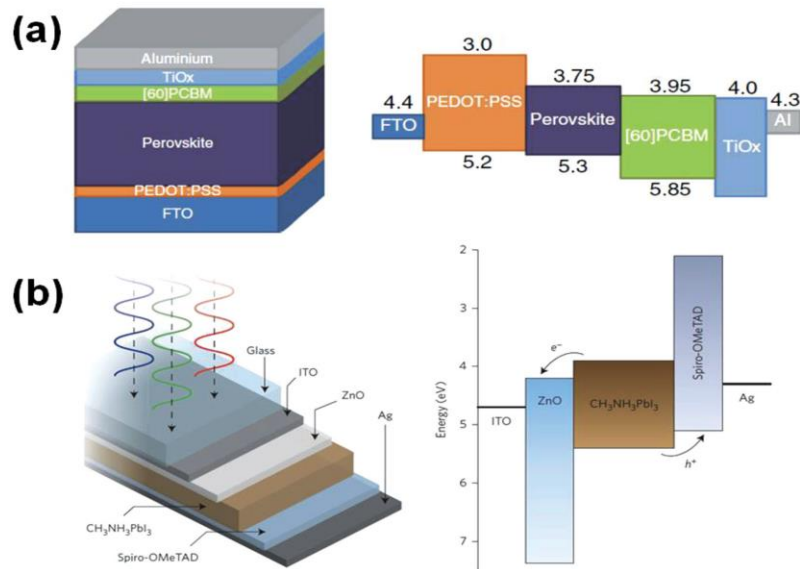 (a)
Aluminium
TiOx
[60]PCBM
Perovskite
PEDOT:PSS
FTO
4.4
FTO
3.0
PEDOT:PSS
5.2
3.75
Perovskite
5.3
3.95
[60]PCBM
5.85
4.0
TiOx
4.3
Al
(b)
Glass
ITO
ZnO
Ag
CH₃NH₃PbI₃
Spiro-OMeTAD
Energy (eV)
2
3
4
5
6
7
ITO
ZnO
e⁻
CH₃NH₃PbI₃
h⁺
Spiro-OMeTAD
Ag